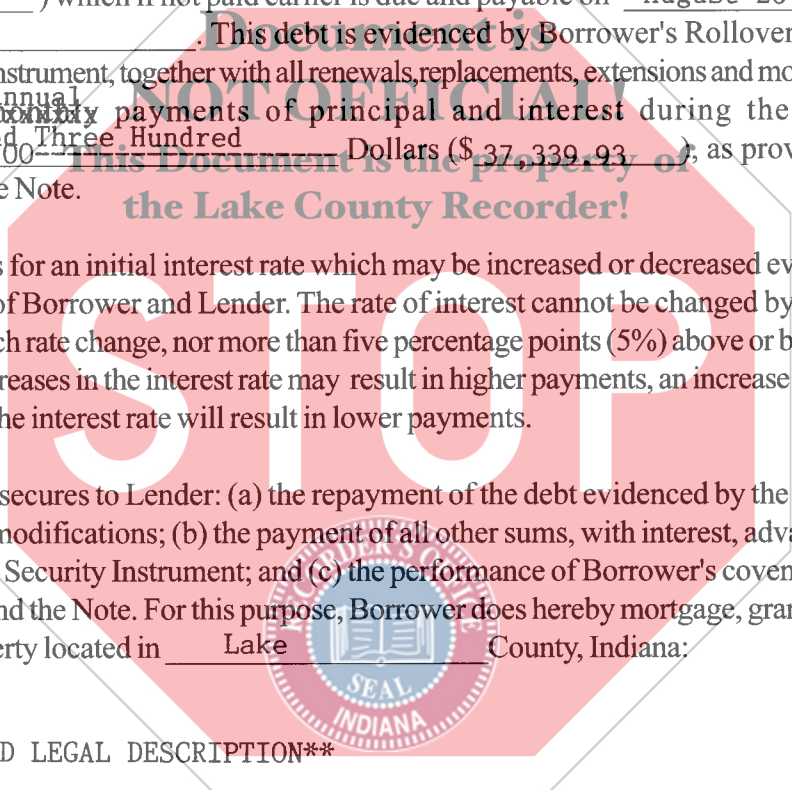 ) which if not paid earlier is due and payable on August 20
Document is
. This debt is evidenced by Borrower's Rollover
nstrument, together with all renewals,replacements, extensions and mo
NOT OFFICIAL!
nnual
payments of principal and interest during the
d Three Hundred
00 Dollars ($ 37,339.93 ), as prov
This Document is the property of
e Note.
the Lake County Recorder!
s for an initial interest rate which may be increased or decreased ev
of Borrower and Lender. The rate of interest cannot be changed by
ch rate change, nor more than five percentage points (5%) above or b
reases in the interest rate may result in higher payments, an increase
he interest rate will result in lower payments.
STOP
secures to Lender: (a) the repayment of the debt evidenced by the
modifications; (b) the payment of all other sums, with interest, adva
Security Instrument; and (c) the performance of Borrower's coven
nd the Note. For this purpose, Borrower does hereby mortgage, gran
erty located in Lake County, Indiana:
RECORDER'S OFFICE
SEAL
INDIANA
D LEGAL DESCRIPTION**